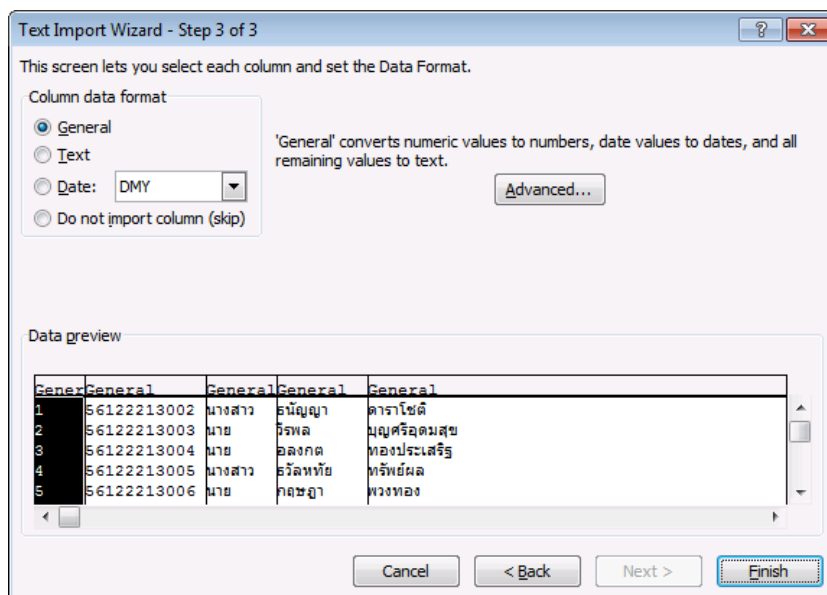 Text Import Wizard - Step 3 of 3
This screen lets you select each column and set the Data Format.
Column data format
General
Text
Date: DMY
Do not import column (skip)
'General' converts numeric values to numbers, date values to dates, and all
remaining values to text.
Advanced...
Data preview
Gener General General General General
1 56122213002 นางสาว ธนัญญา ดาราโชติ
2 56122213003 นาย วิรพล บุญศรีอุดมสุข
3 56122213004 นาย อลงกต ทองประเสริฐ
4 56122213005 นางสาว ธวัลหทัย ทรัพย์ผล
5 56122213006 นาย กฤษฎา พวงทอง
Cancel < Back Next > Finish